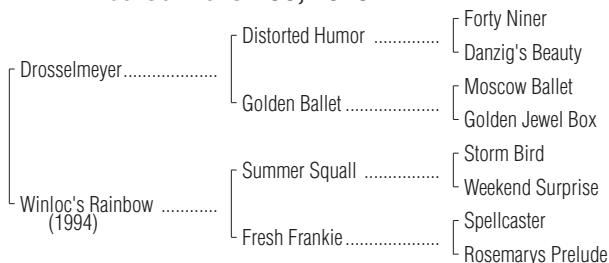 Forty Niner
Distorted Humor ..............
Danzig's Beauty
Drosselmeyer....................
Moscow Ballet
Golden Ballet ....................
Golden Jewel Box
Storm Bird
Summer Squall ................
Weekend Surprise
Winloc's Rainbow ............
(1994)
Spellcaster
Fresh Frankie....................
Rosemarys Prelude